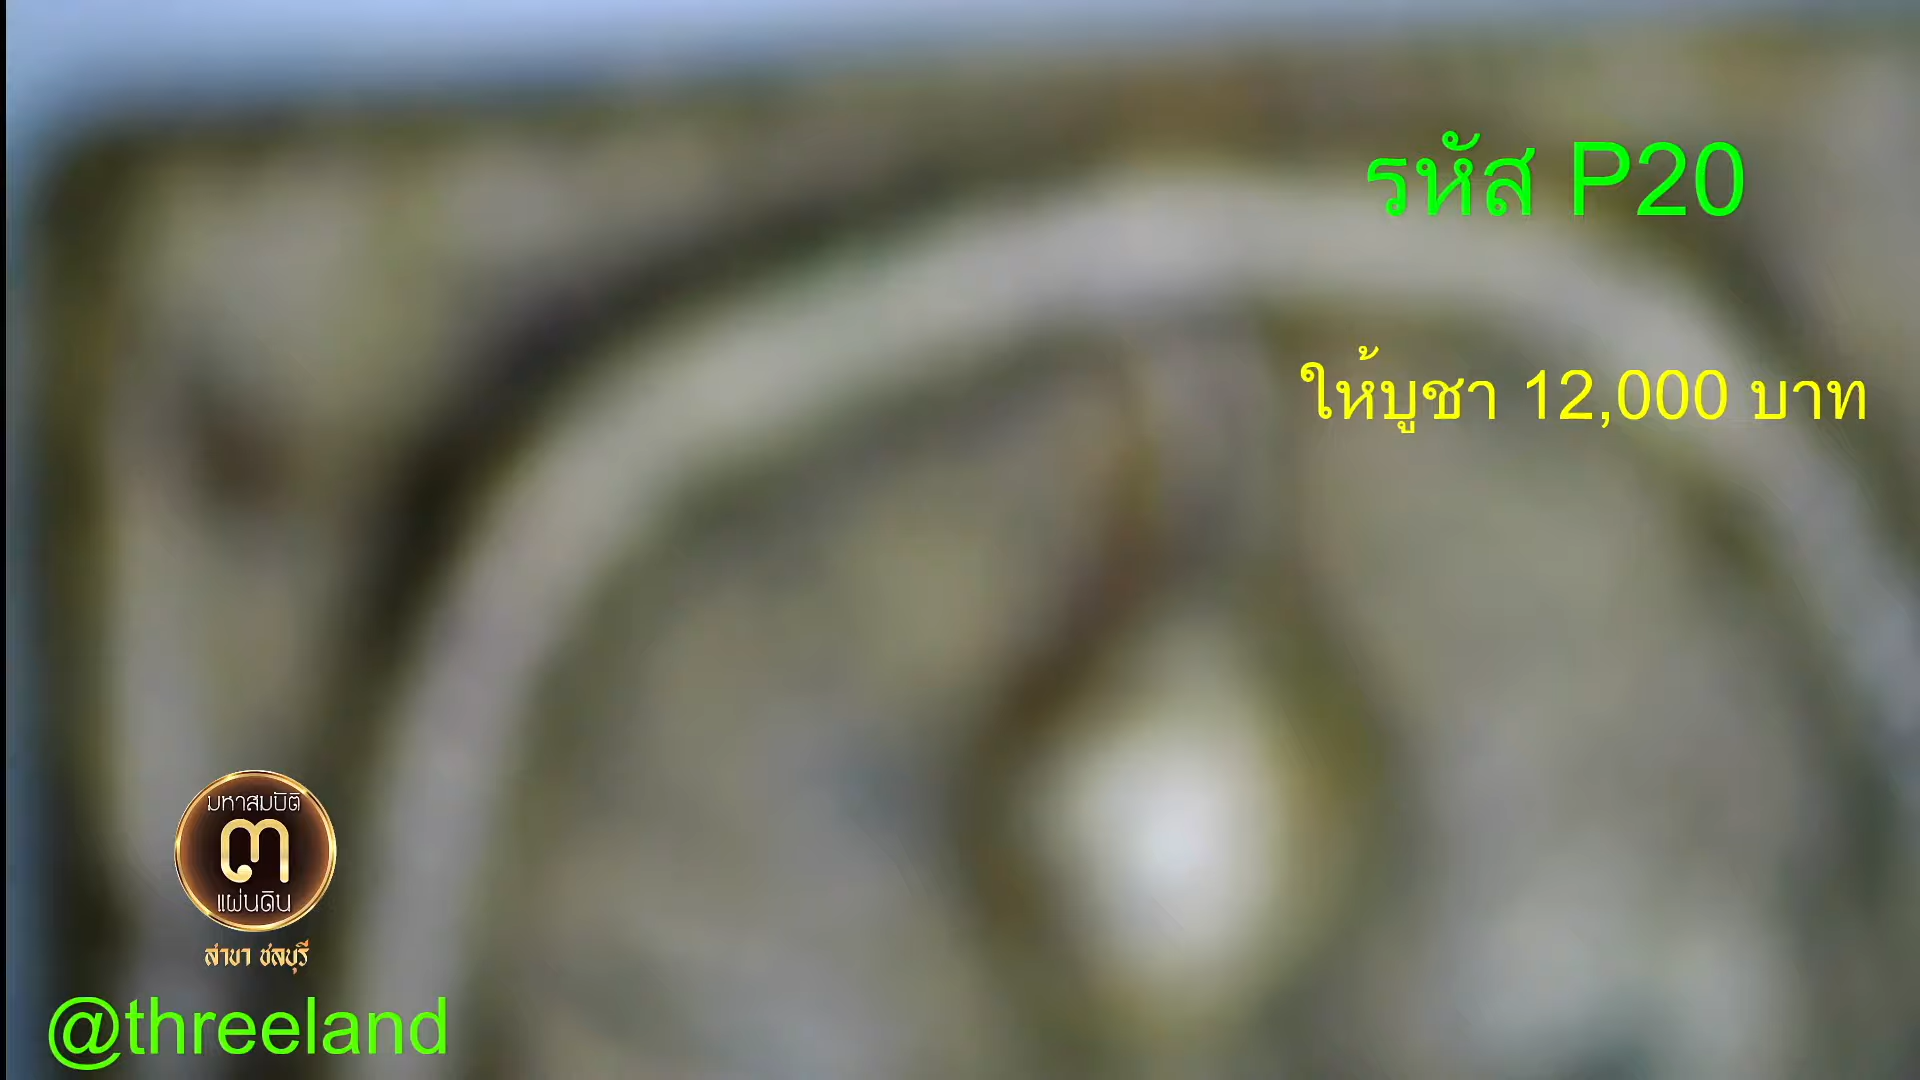 รหัส P20
ให้บูชา 12,000 บาท
มหาสมบัติ
๓
แผ่นดิน
สาขา ชลบุรี
@threeland